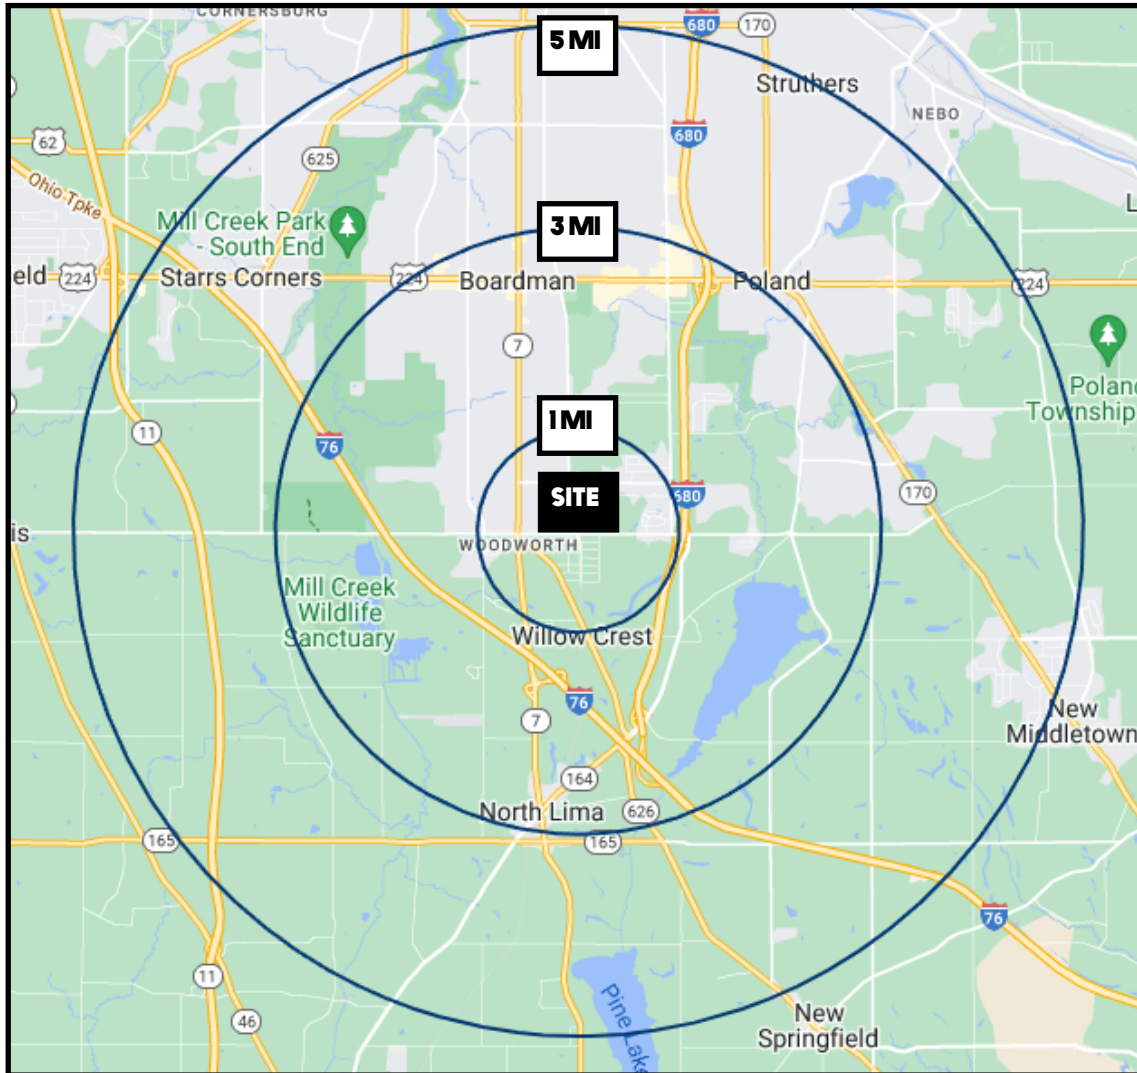 CORNERSBURG
5 MI
680
170
Struthers
NEBO
62
680
625
Ohio Tpke
Mill Creek Park
- South End
L
3 MI
eld
224
Starrs Corners
224
Boardman
Poland
224
7
Poland
Township
1 MI
11
76
SITE
680
170
is
WOODWORTH
Mill Creek
Wildlife
Sanctuary
Willow Crest
76
7
New
Middletown
164
North Lima
626
165
165
76
11
46
Pine Lake
New
Springfield